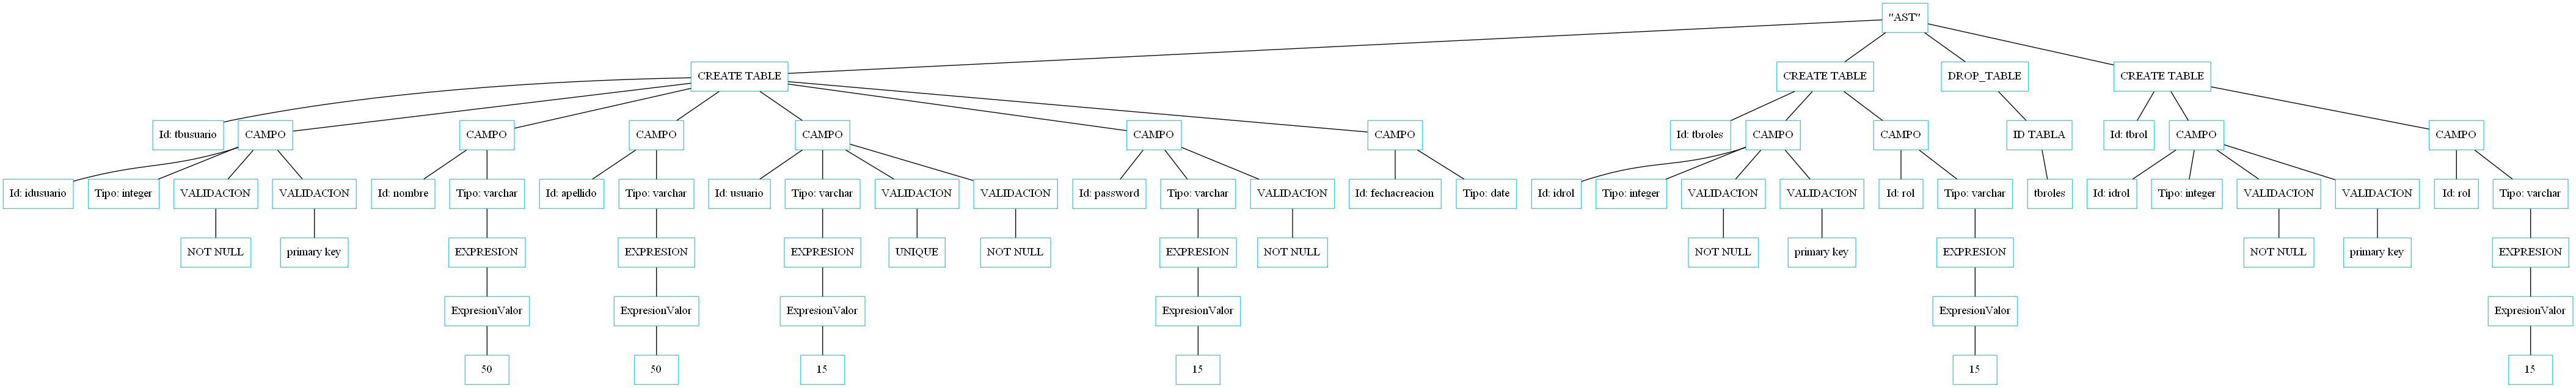 "AST"
CREATE TABLE
CREATE TABLE
DROP_TABLE
CREATE TABLE
Id: tbusuario
CAMPO
CAMPO
CAMPO
CAMPO
CAMPO
CAMPO
Id: tbroles
CAMPO
CAMPO
ID TABLA
Id: tbrol
CAMPO
CAMPO
Id: idusuario
Tipo: integer
VALIDACION
VALIDACION
Id: nombre
Tipo: varchar
Id: apellido
Tipo: varchar
Id: usuario
Tipo: varchar
VALIDACION
VALIDACION
Id: password
Tipo: varchar
VALIDACION
Id: fechacreacion
Tipo: date
Id: idrol
Tipo: integer
VALIDACION
VALIDACION
Id: rol
Tipo: varchar
tbroles
Id: idrol
Tipo: integer
VALIDACION
VALIDACION
Id: rol
Tipo: varchar
NOT NULL
primary key
EXPRESION
EXPRESION
EXPRESION
UNIQUE
NOT NULL
EXPRESION
NOT NULL
NOT NULL
primary key
EXPRESION
NOT NULL
primary key
EXPRESION
ExpresionValor
ExpresionValor
ExpresionValor
ExpresionValor
ExpresionValor
ExpresionValor
50
50
15
15
15
15